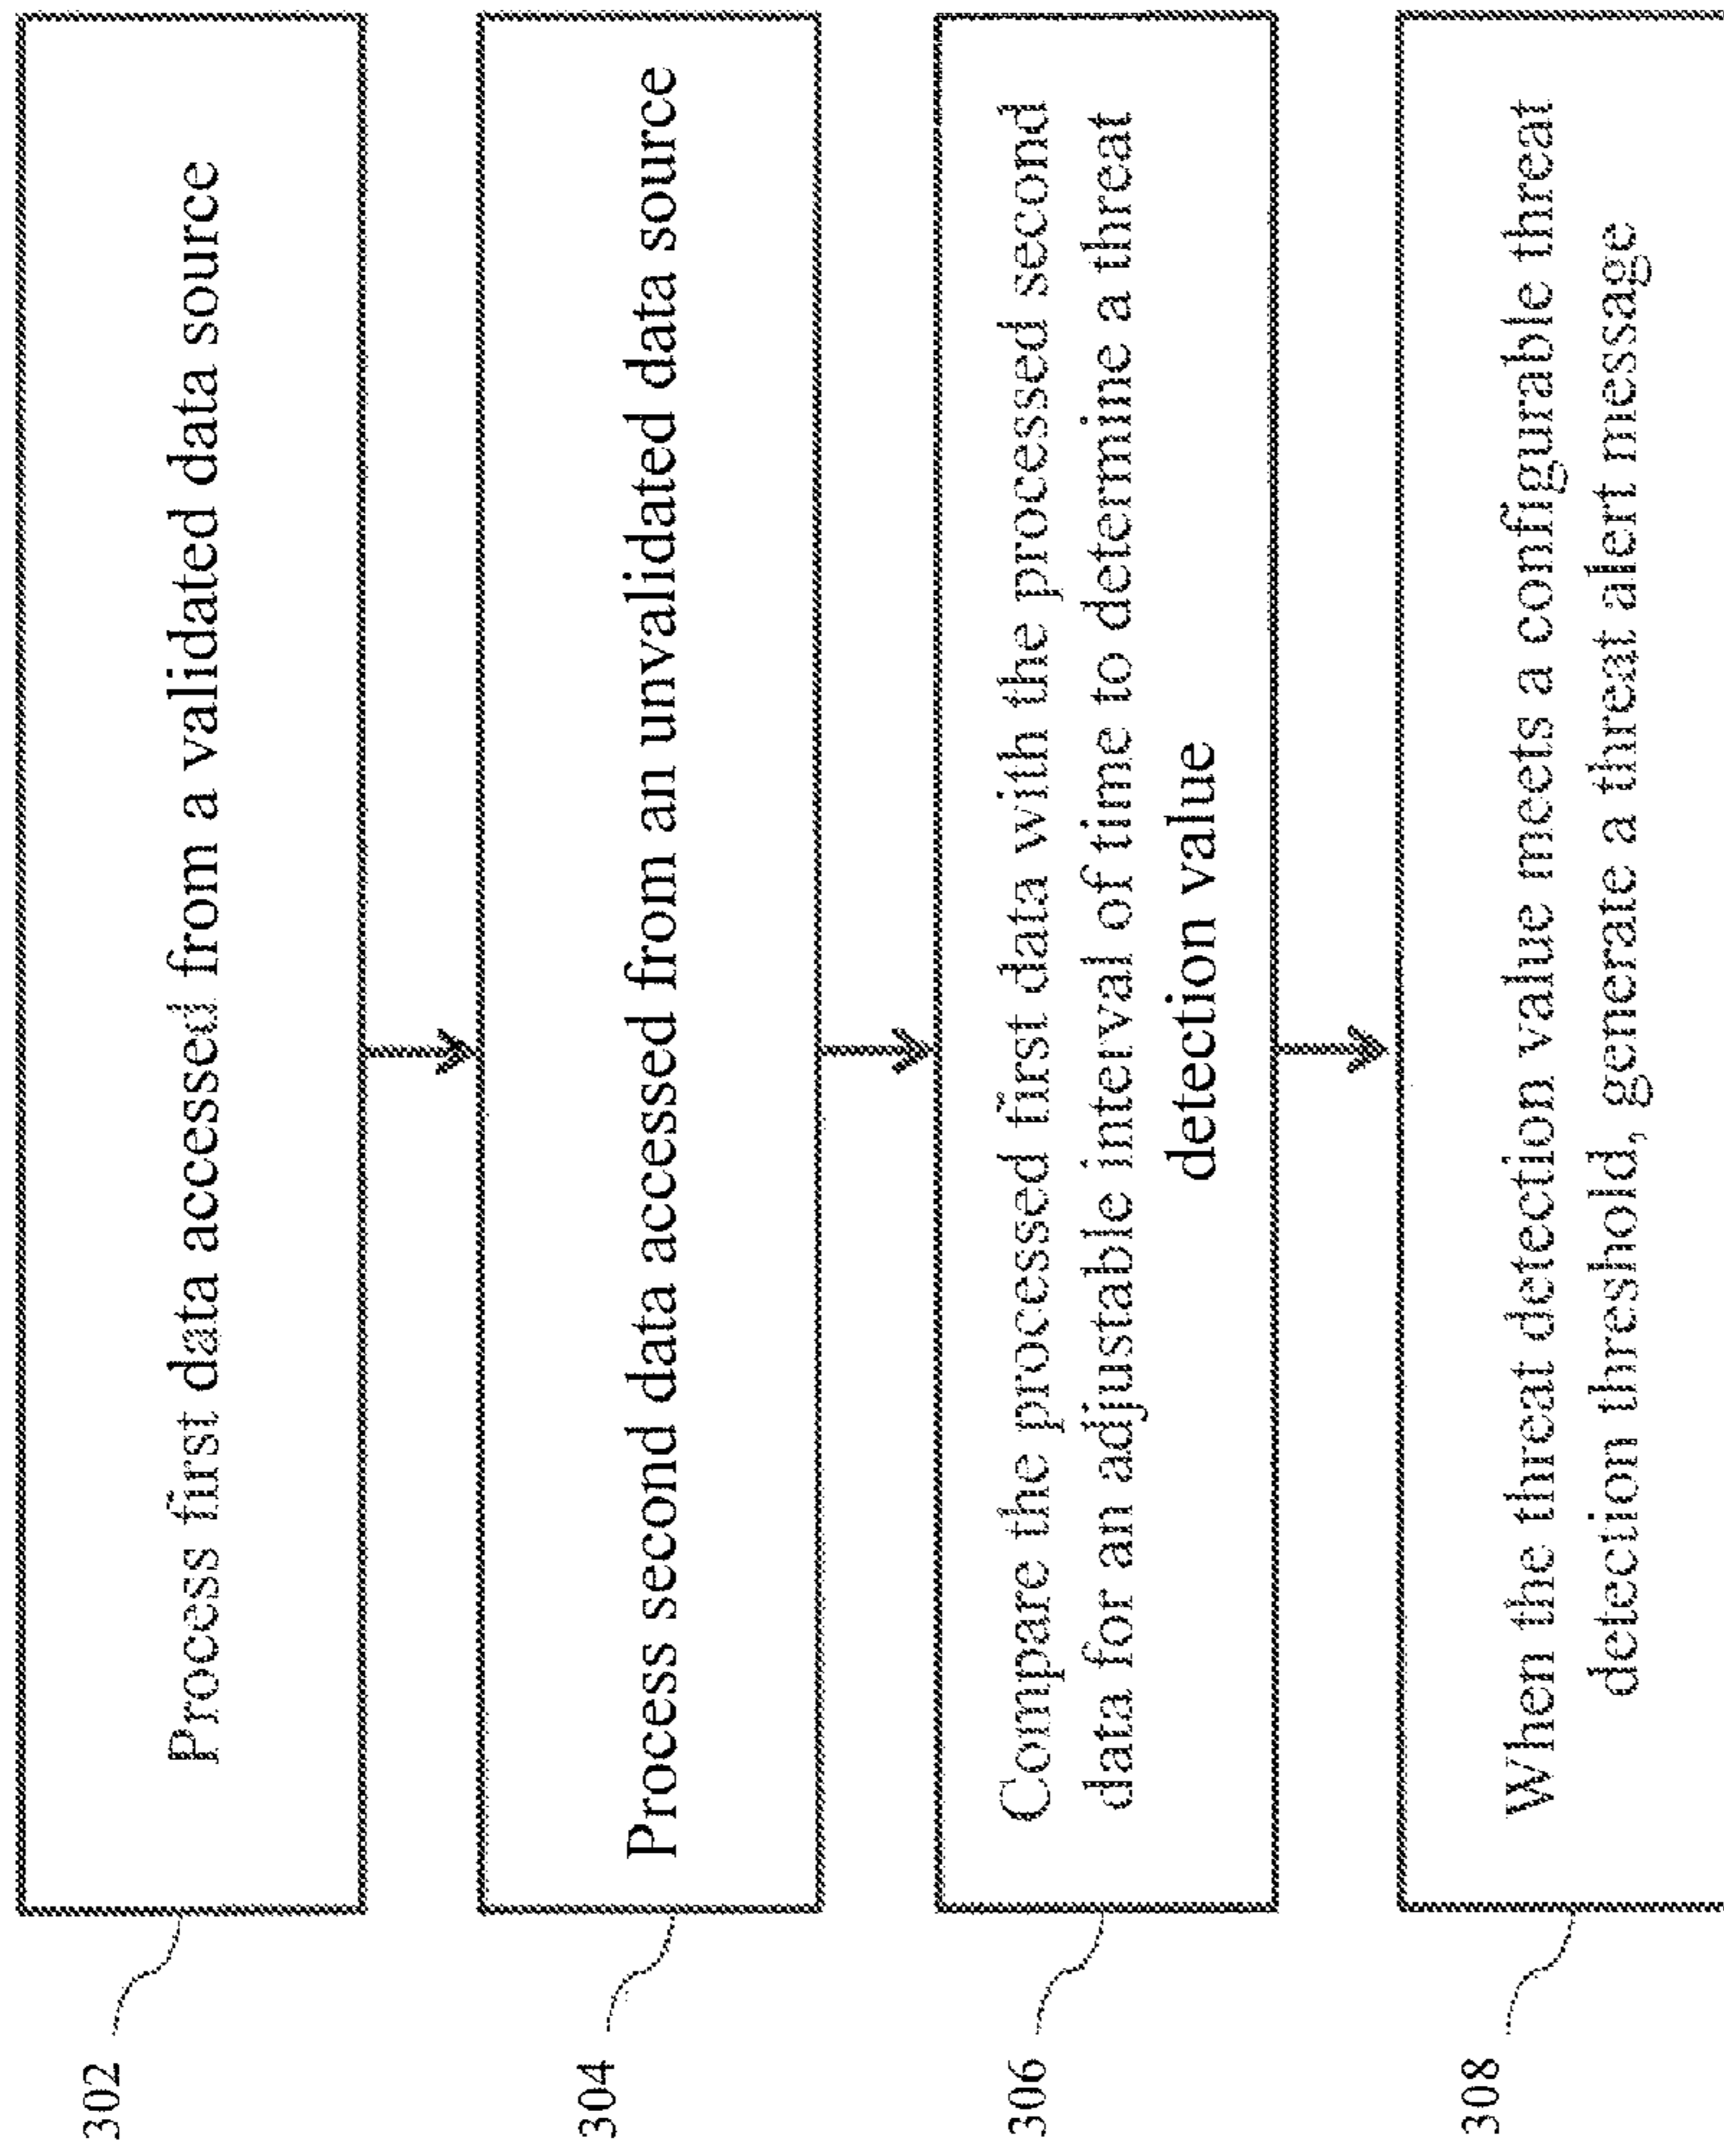 302
Process first data accessed from a validated data source
304
Process second data accessed from an unvalidated data source
306
Compare the processed first data with the processed second
data for an adjustable interval of time to determine a threat
detection value
308
When the threat detection value meets a configurable threat
detection threshold, generate a threat alert message